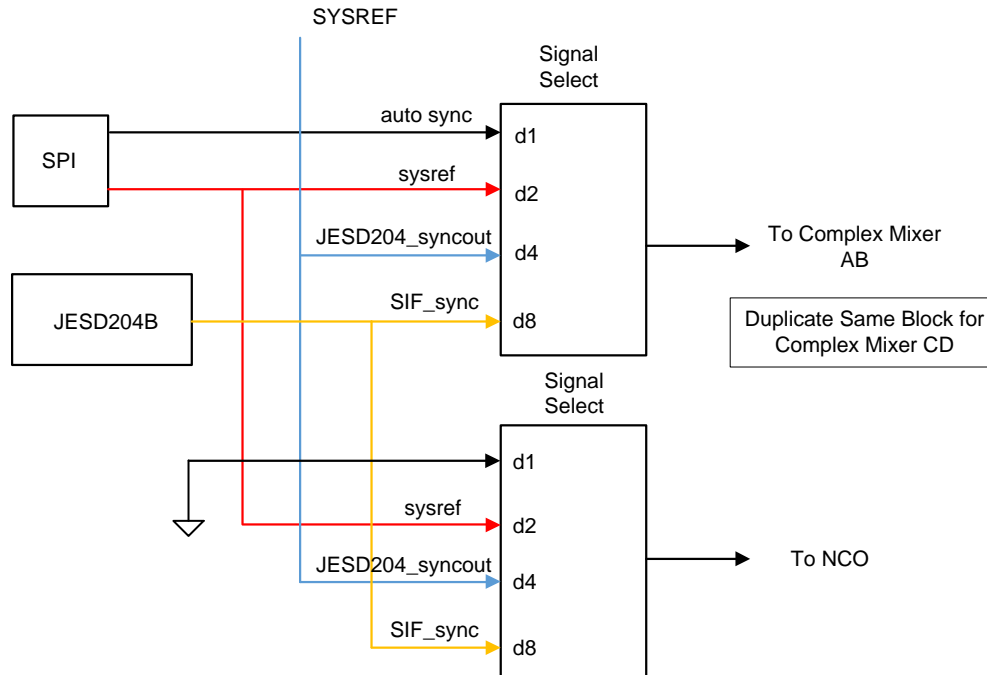 SYSREF
Signal
Select
auto sync
d1
SPI
sysref
d2
JESD204_syncout
d4
To Complex Mixer
AB
SIF_sync
d8
JESD204B
Duplicate Same Block for
Complex Mixer CD
Signal
Select
d1
sysref
d2
JESD204_syncout
d4
To NCO
SIF_sync
d8